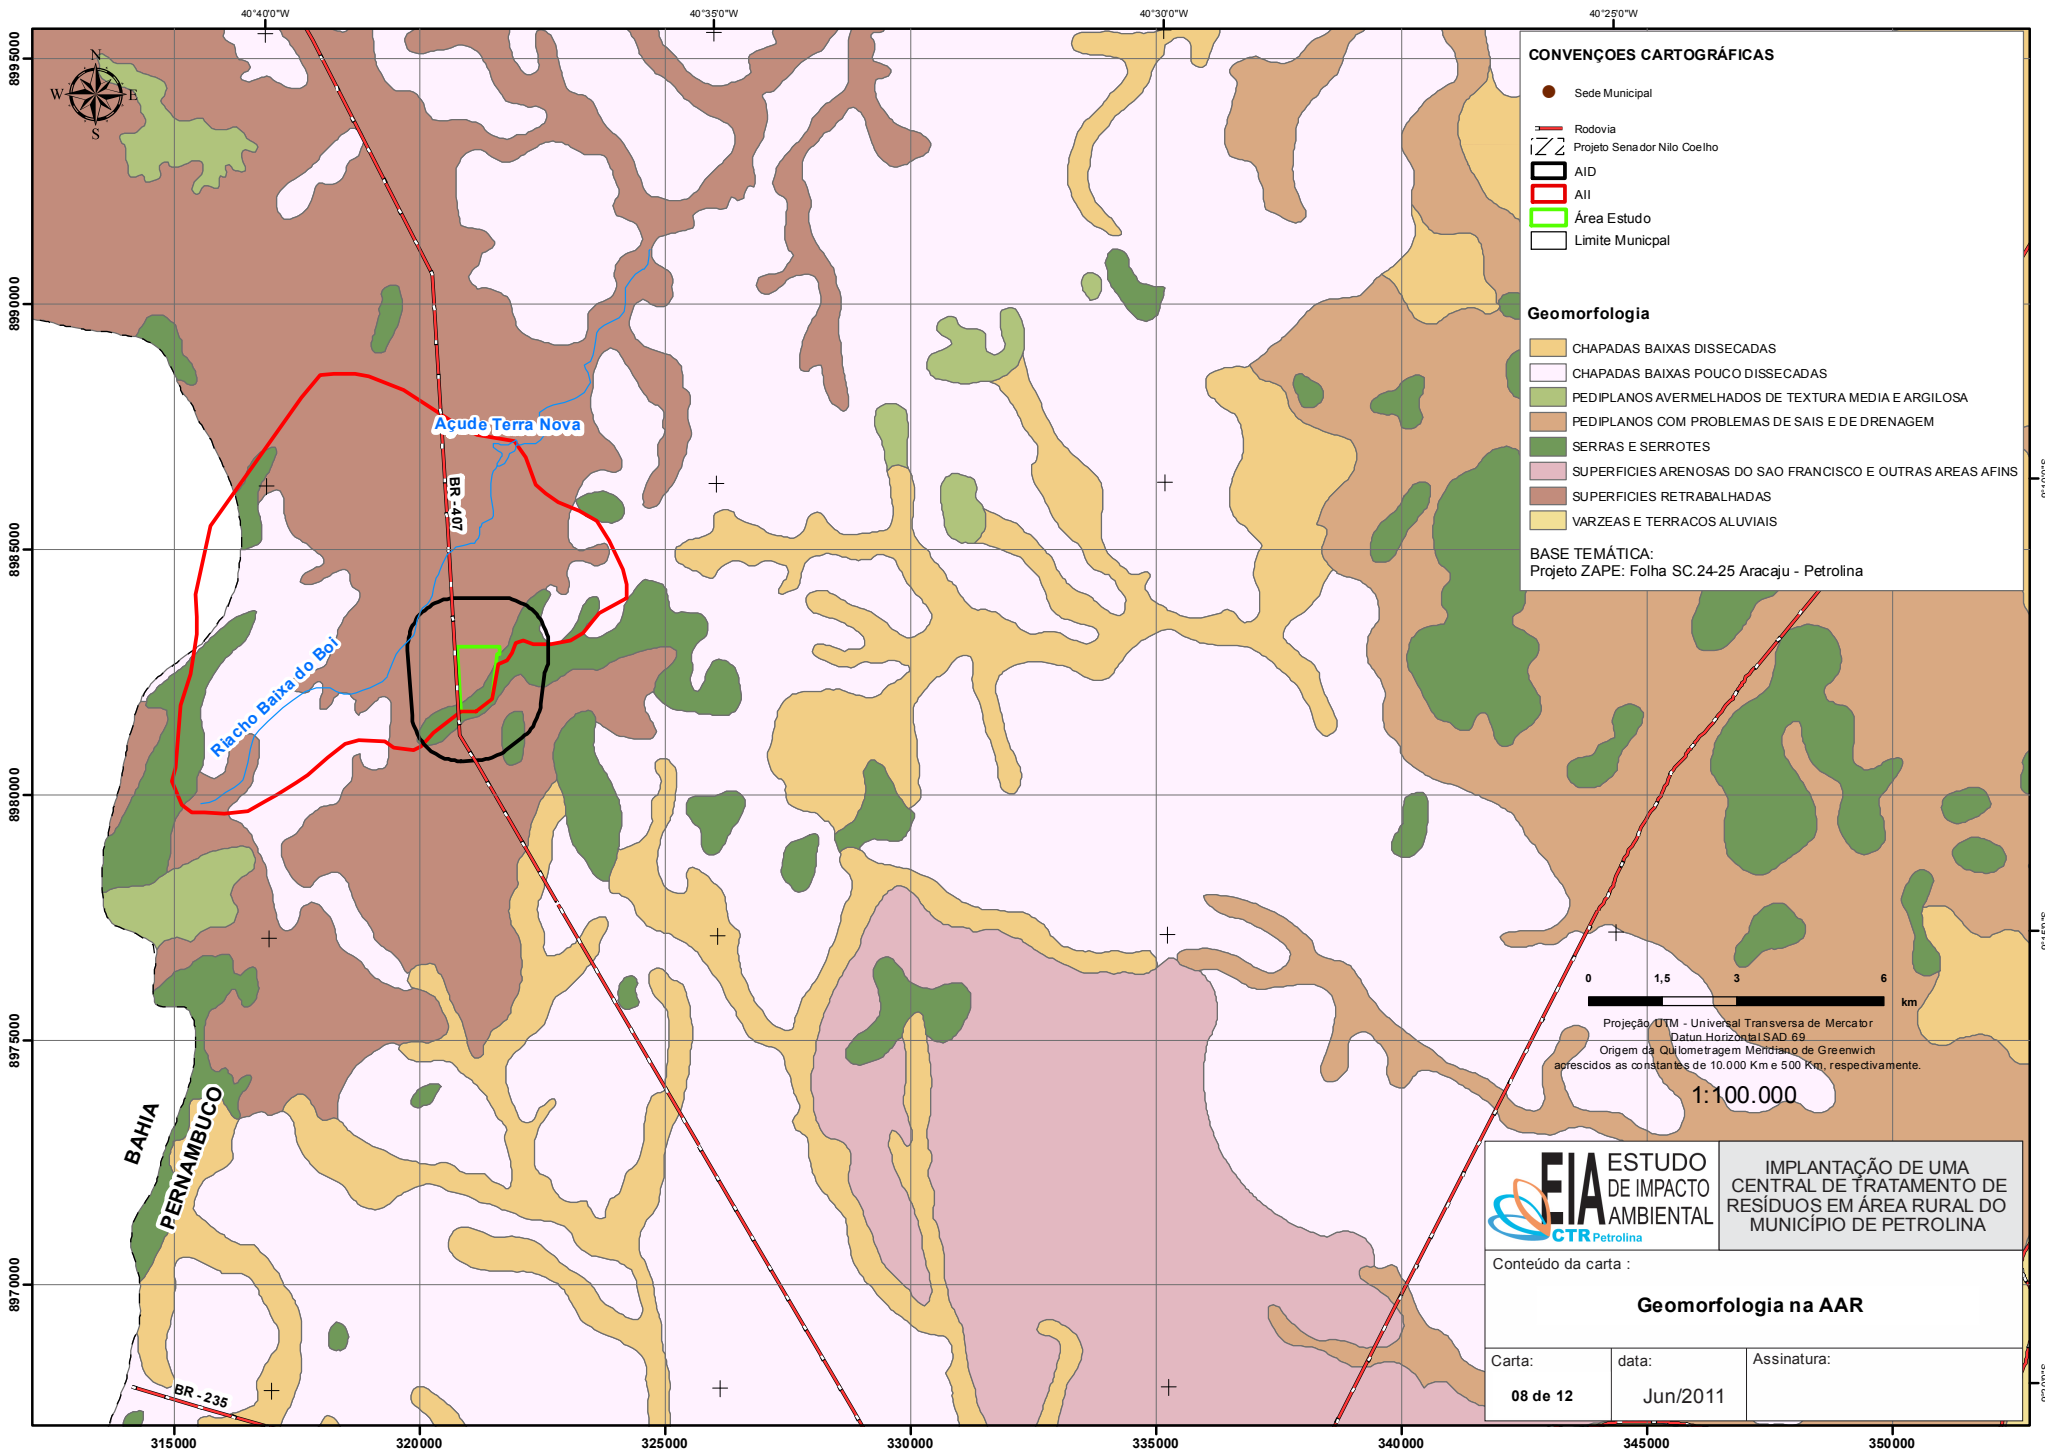 40°40'0"W
40°35'0"W
40°30'0"W
40°25'0"W
8995000
8990000
8985000
8980000
8975000
8970000
N
W
E
S
CONVENÇOES CARTOGRÁFICAS
Sede Municipal
Rodovia
Projeto Senador Nilo Coelho
AID
AII
Área Estudo
Limite Municpal
Geomorfologia
CHAPADAS BAIXAS DISSECADAS
CHAPADAS BAIXAS POUCO DISSECADAS
PEDIPLANOS AVERMELHADOS DE TEXTURA MEDIA E ARGILOSA
PEDIPLANOS COM PROBLEMAS DE SAIS E DE DRENAGEM
SERRAS E SERROTES
SUPERFICIES ARENOSAS DO SAO FRANCISCO E OUTRAS AREAS AFINS
SUPERFICIES RETRABALHADAS
VARZEAS E TERRACOS ALUVIAIS
BASE TEMÁTICA:
Projeto ZAPE: Folha SC.24-25 Aracaju - Petrolina
Açude Terra Nova
BR - 407
Riacho Baixa do Boi
BAHIA
PERNAMBUCO
BR - 235
0
1,5
3
6
km
Projeção UTM - Universal Transversa de Mercator
Datun Horizontal SAD 69
Origem da Quilometragem Meridiano de Greenwich
acrescidos as constantes de 10.000 Km e 500 Km, respectivamente.
1:100.000
EIA
ESTUDO
DE IMPACTO
AMBIENTAL
CTR Petrolina
IMPLANTAÇÃO DE UMA
CENTRAL DE TRATAMENTO DE
RESÍDUOS EM ÁREA RURAL DO
MUNICÍPIO DE PETROLINA
Conteúdo da carta :
Geomorfologia na AAR
Carta:
08 de 12
data:
Jun/2011
Assinatura:
315000
320000
325000
330000
335000
340000
345000
350000